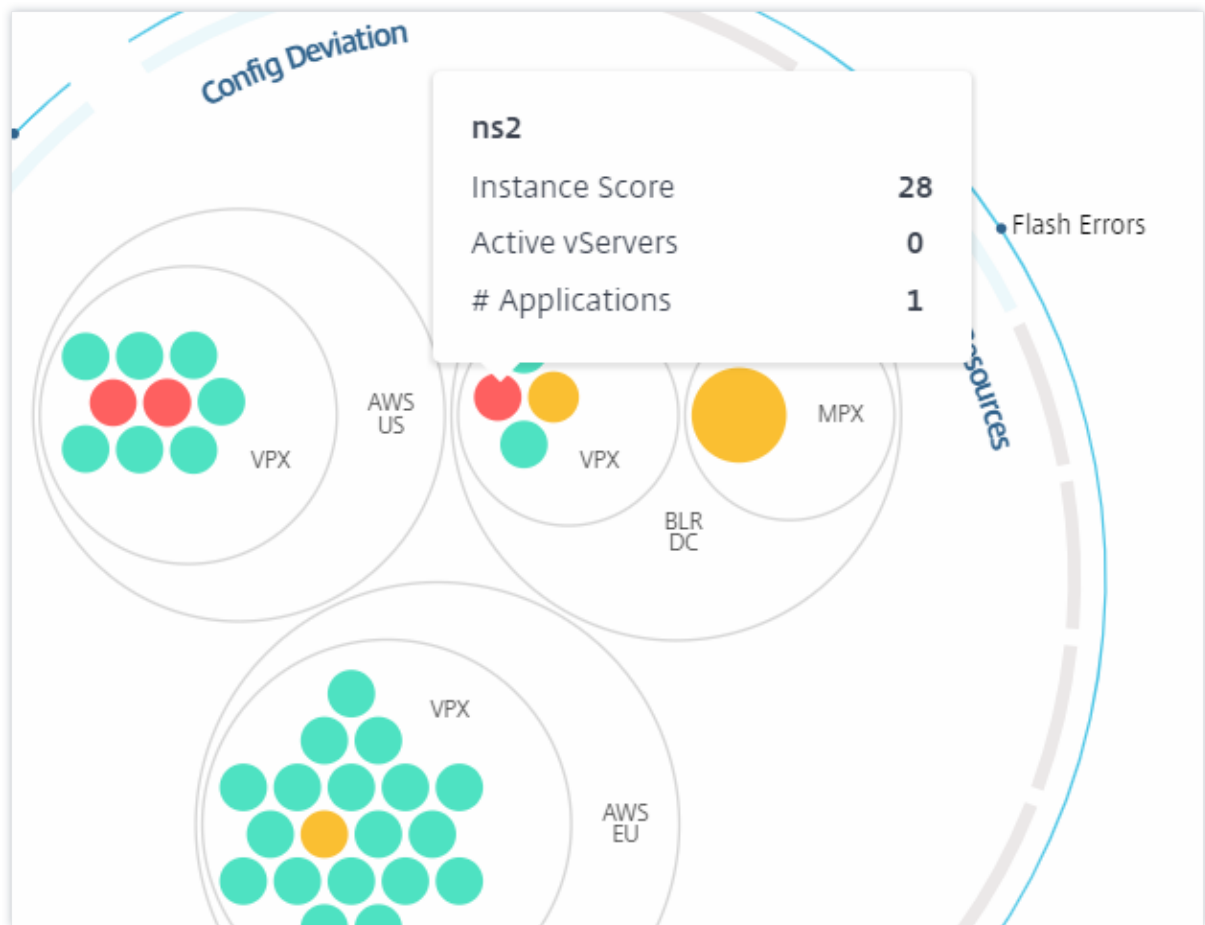 Config Deviation
ns2
Instance Score 28
Active vServers 0
# Applications 1
Flash Errors
AWS
US
VPX
VPX
MPX
BLR
DC
VPX
AWS
EU